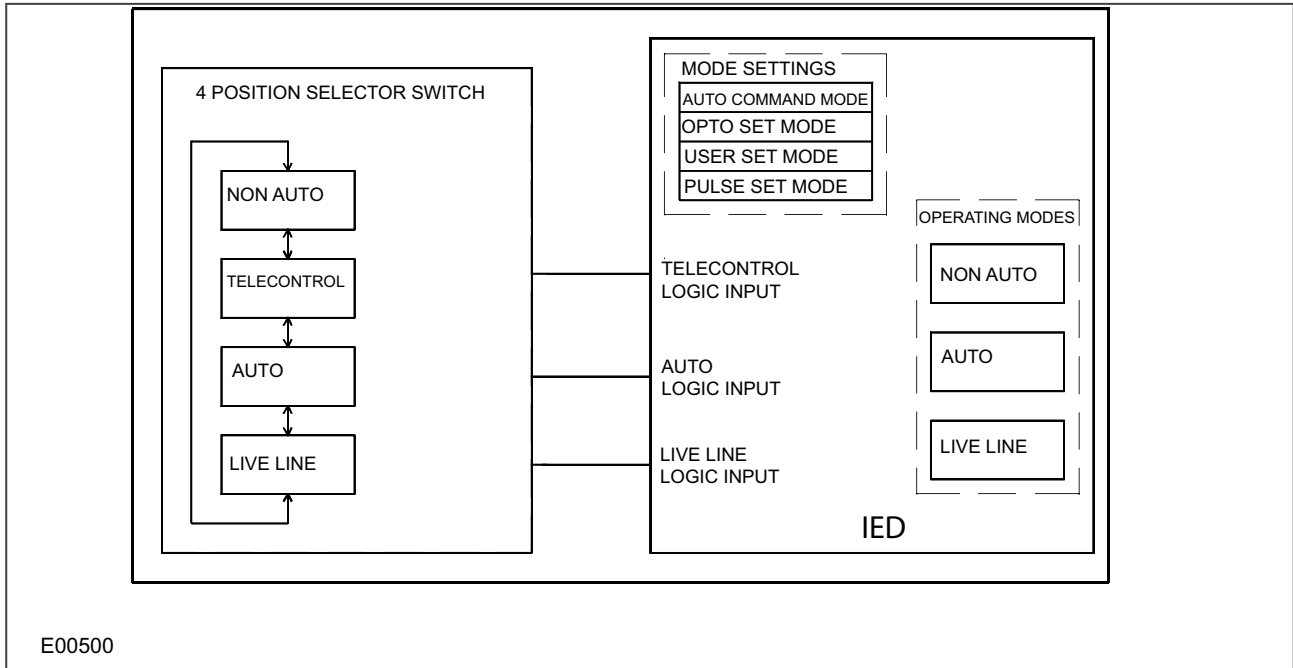 4 POSITION SELECTOR SWITCH
NON AUTO
TELECONTROL
AUTO
LIVE LINE
MODE SETTINGS
AUTO COMMAND MODE
OPTO SET MODE
USER SET MODE
PULSE SET MODE
TELECONTROL
LOGIC INPUT
AUTO
LOGIC INPUT
LIVE LINE
LOGIC INPUT
OPERATING MODES
NON AUTO
AUTO
LIVE LINE
IED
E00500